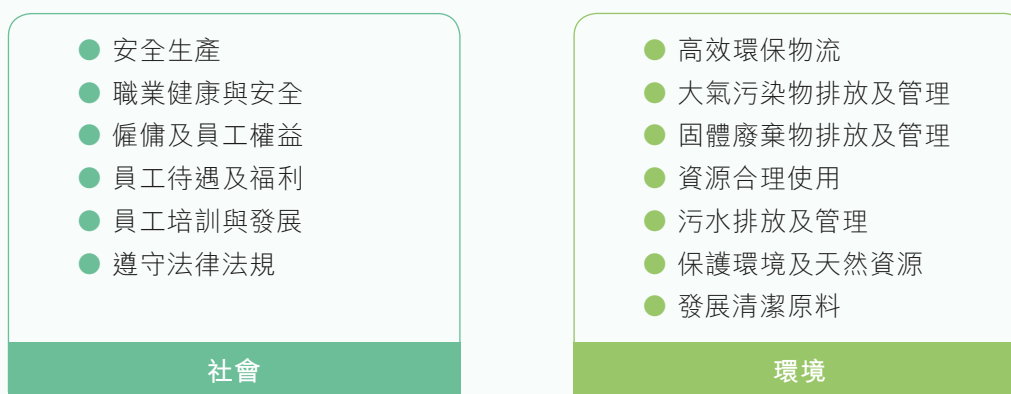 安全生產
職業健康與安全
僱傭及員工權益
員工待遇及福利
員工培訓與發展
遵守法律法規
社會
高效環保物流
大氣污染物排放及管理
固體廢棄物排放及管理
資源合理使用
污水排放及管理
保護環境及天然資源
發展清潔原料
環境